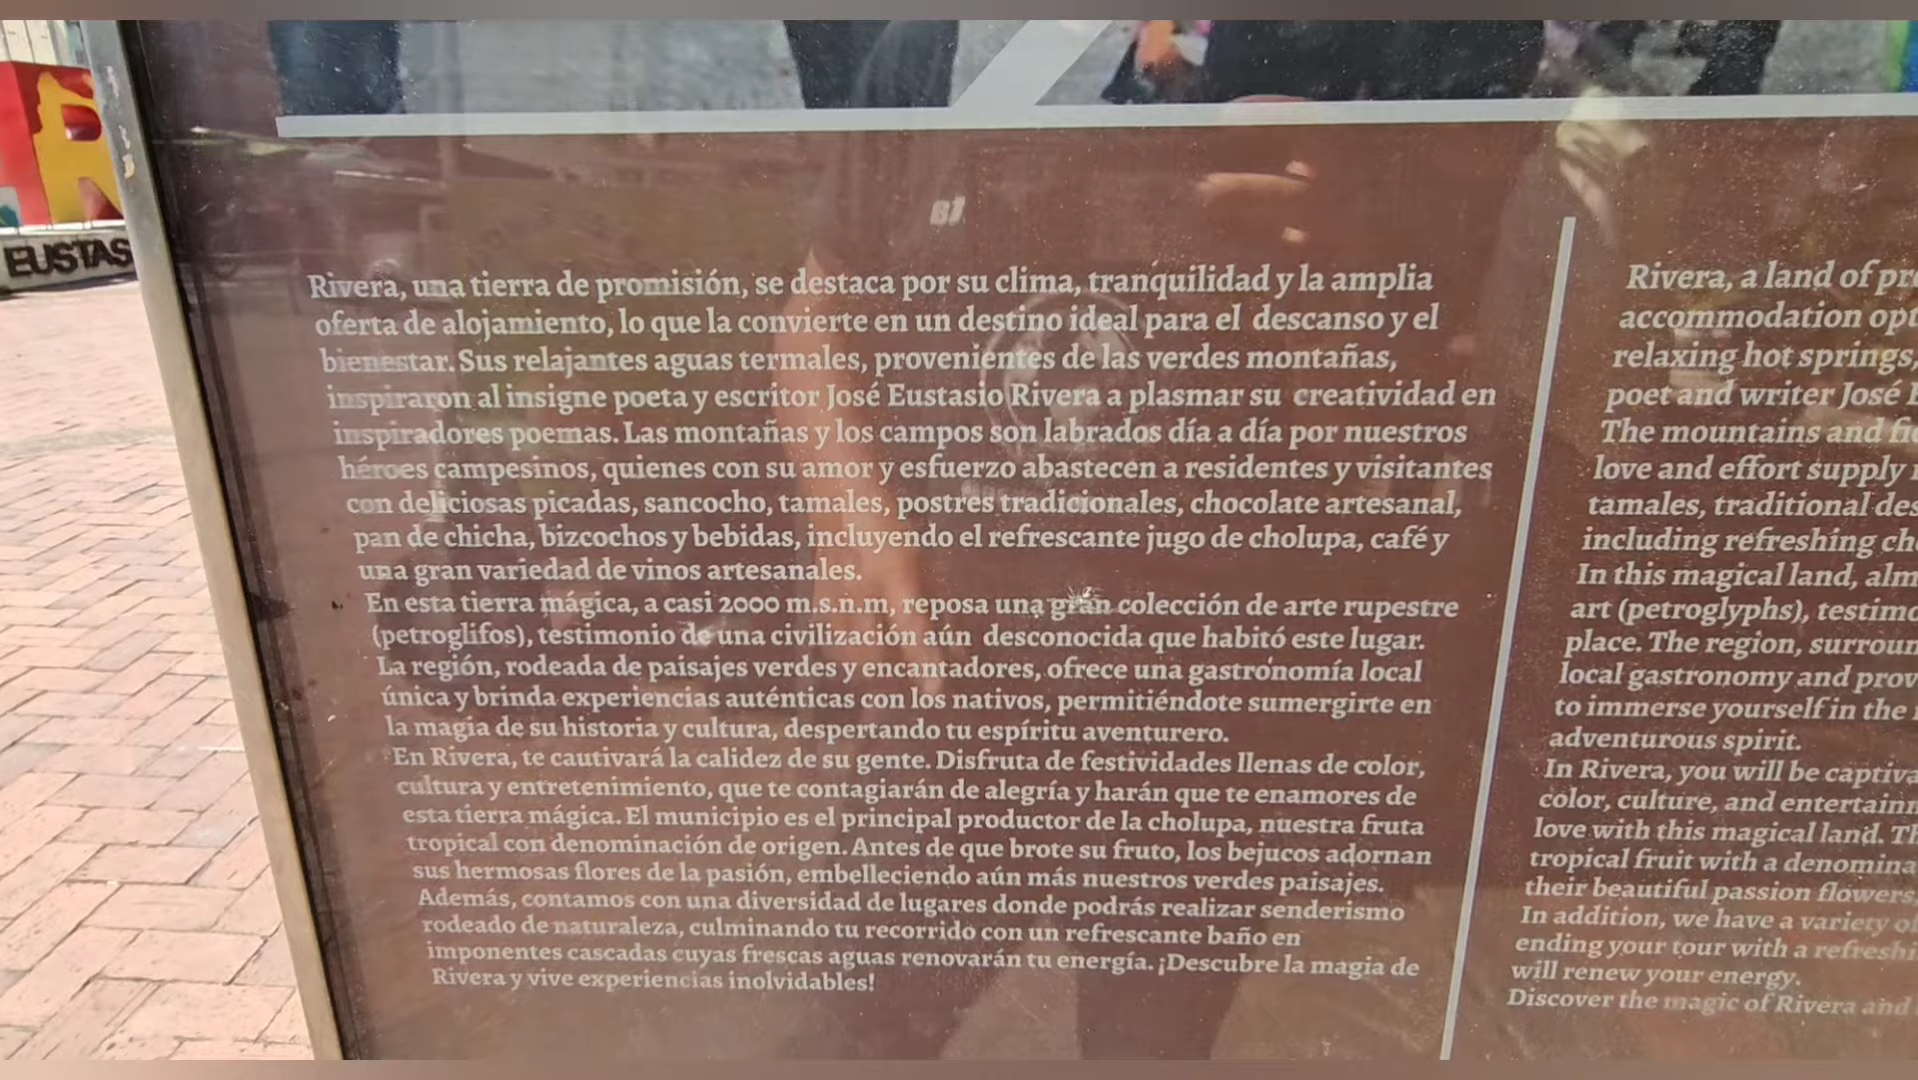 R
EUSTAS
Rivera, una tierra de promisión, se destaca por su clima, tranquilidad y la amplia
oferta de alojamiento, lo que la convierte en un destino ideal para el descanso y el
bienestar. Sus relajantes aguas termales, provenientes de las verdes montañas,
inspiraron al insigne poeta y escritor José Eustasio Rivera a plasmar su creatividad en
inspiradores poemas. Las montañas y los campos son labrados día a día por nuestros
héroes campesinos, quienes con su amor y esfuerzo abastecen a residentes y visitantes
con deliciosas picadas, sancocho, tamales, postres tradicionales, chocolate artesanal,
pan de chicha, bizcochos y bebidas, incluyendo el refrescante jugo de cholupa, café y
una gran variedad de vinos artesanales.
En esta tierra mágica, a casi 2000 m.s.n.m, reposa una gran colección de arte rupestre
(petroglifos), testimonio de una civilización aún desconocida que habitó este lugar.
La región, rodeada de paisajes verdes y encantadores, ofrece una gastronomía local
única y brinda experiencias auténticas con los nativos, permitiéndote sumergirte en
la magia de su historia y cultura, despertando tu espíritu aventurero.
En Rivera, te cautivará la calidez de su gente. Disfruta de festividades llenas de color,
cultura y entretenimiento, que te contagiarán de alegría y harán que te enamores de
esta tierra mágica. El municipio es el principal productor de la cholupa, nuestra fruta
tropical con denominación de origen. Antes de que brote su fruto, los bejucos adornan
sus hermosas flores de la pasión, embelleciendo aún más nuestros verdes paisajes.
Además, contamos con una diversidad de lugares donde podrás realizar senderismo
rodeado de naturaleza, culminando tu recorrido con un refrescante baño en
imponentes cascadas cuyas frescas aguas renovarán tu energía. ¡Descubre la magia de
Rivera y vive experiencias inolvidables!
Rivera, a land of pr
accommodation opt
relaxing hot springs,
poet and writer José
The mountains and fi
love and effort supply
tamales, traditional des
including refreshing ch
In this magical land, alm
art (petroglyphs), testimo
place. The region, surroun
local gastronomy and prov
to immerse yourself in the
adventurous spirit.
In Rivera, you will be captiva
color, culture, and entertainm
love with this magical land. Th
tropical fruit with a denomina
their beautiful passion flowers,
In addition, we have a variety of
ending your tour with a refreshi
will renew your energy.
Discover the magic of Rivera and